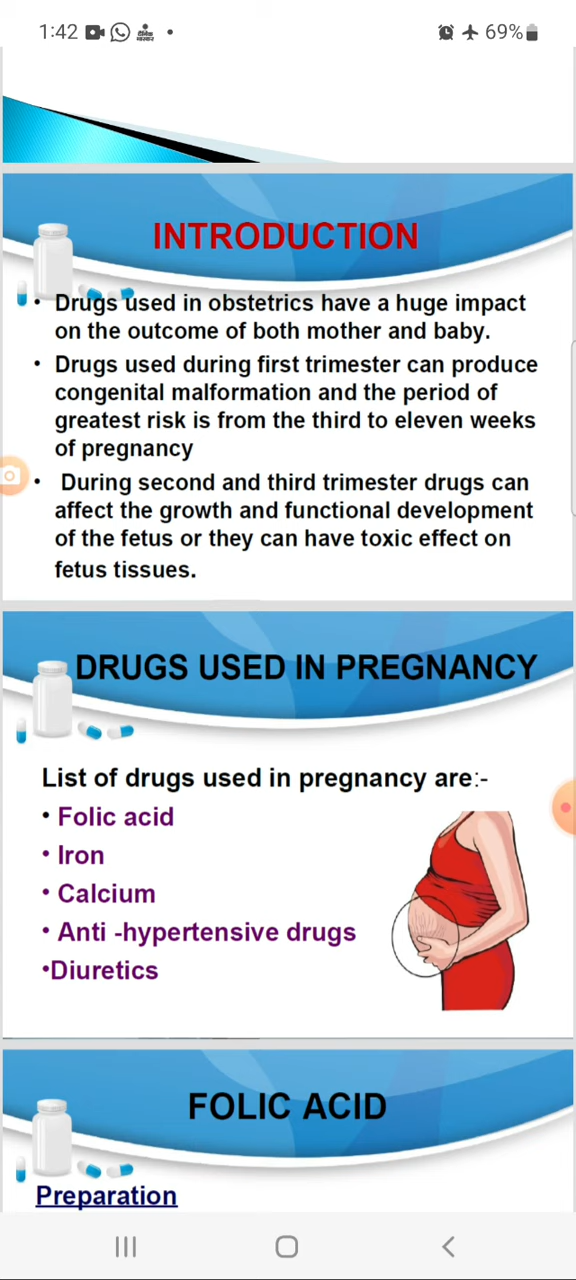 1:42
69%
INTRODUCTION
• Drugs used in obstetrics have a huge impact
on the outcome of both mother and baby.
• Drugs used during first trimester can produce
congenital malformation and the period of
greatest risk is from the third to eleven weeks
of pregnancy
• During second and third trimester drugs can
affect the growth and functional development
of the fetus or they can have toxic effect on
fetus tissues.
DRUGS USED IN PREGNANCY
List of drugs used in pregnancy are:-
• Folic acid
• Iron
• Calcium
• Anti -hypertensive drugs
•Diuretics
FOLIC ACID
Preparation